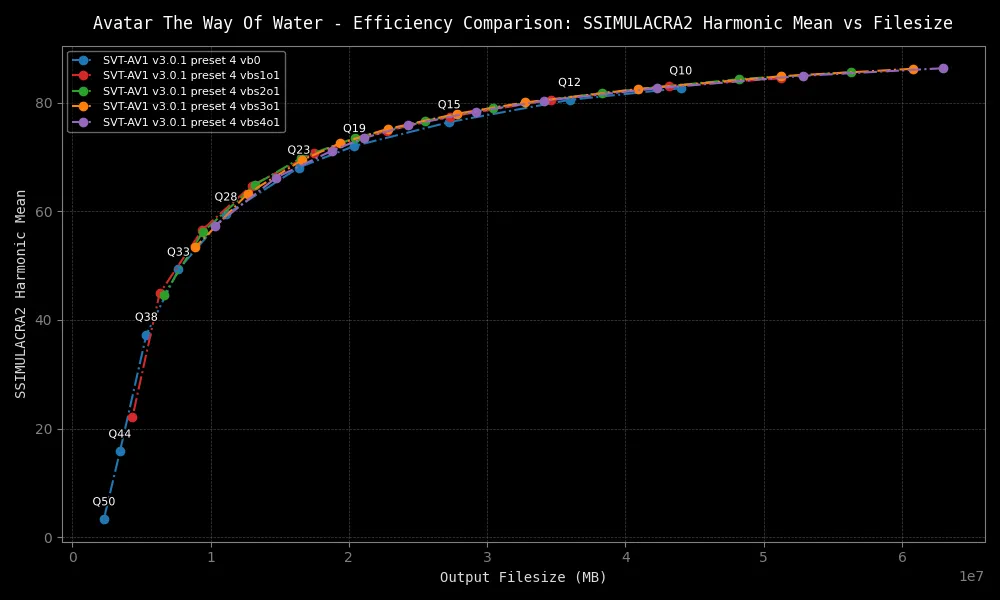 Avatar The Way Of Water - Efficiency Comparison: SSIMULACRA2 Harmonic Mean vs Filesize
SVT-AV1 v3.0.1 preset 4 vb0
SVT-AV1 v3.0.1 preset 4 vbs1o1
SVT-AV1 v3.0.1 preset 4 vbs2o1
SVT-AV1 v3.0.1 preset 4 vbs3o1
SVT-AV1 v3.0.1 preset 4 vbs4o1
SSIMULACRA2 Harmonic Mean
80
60
40
20
0
Q10
Q12
Q15
Q19
Q23
Q28
Q33
Q38
Q44
Q50
0 1 2 3 4 5 6
1e7
Output Filesize (MB)